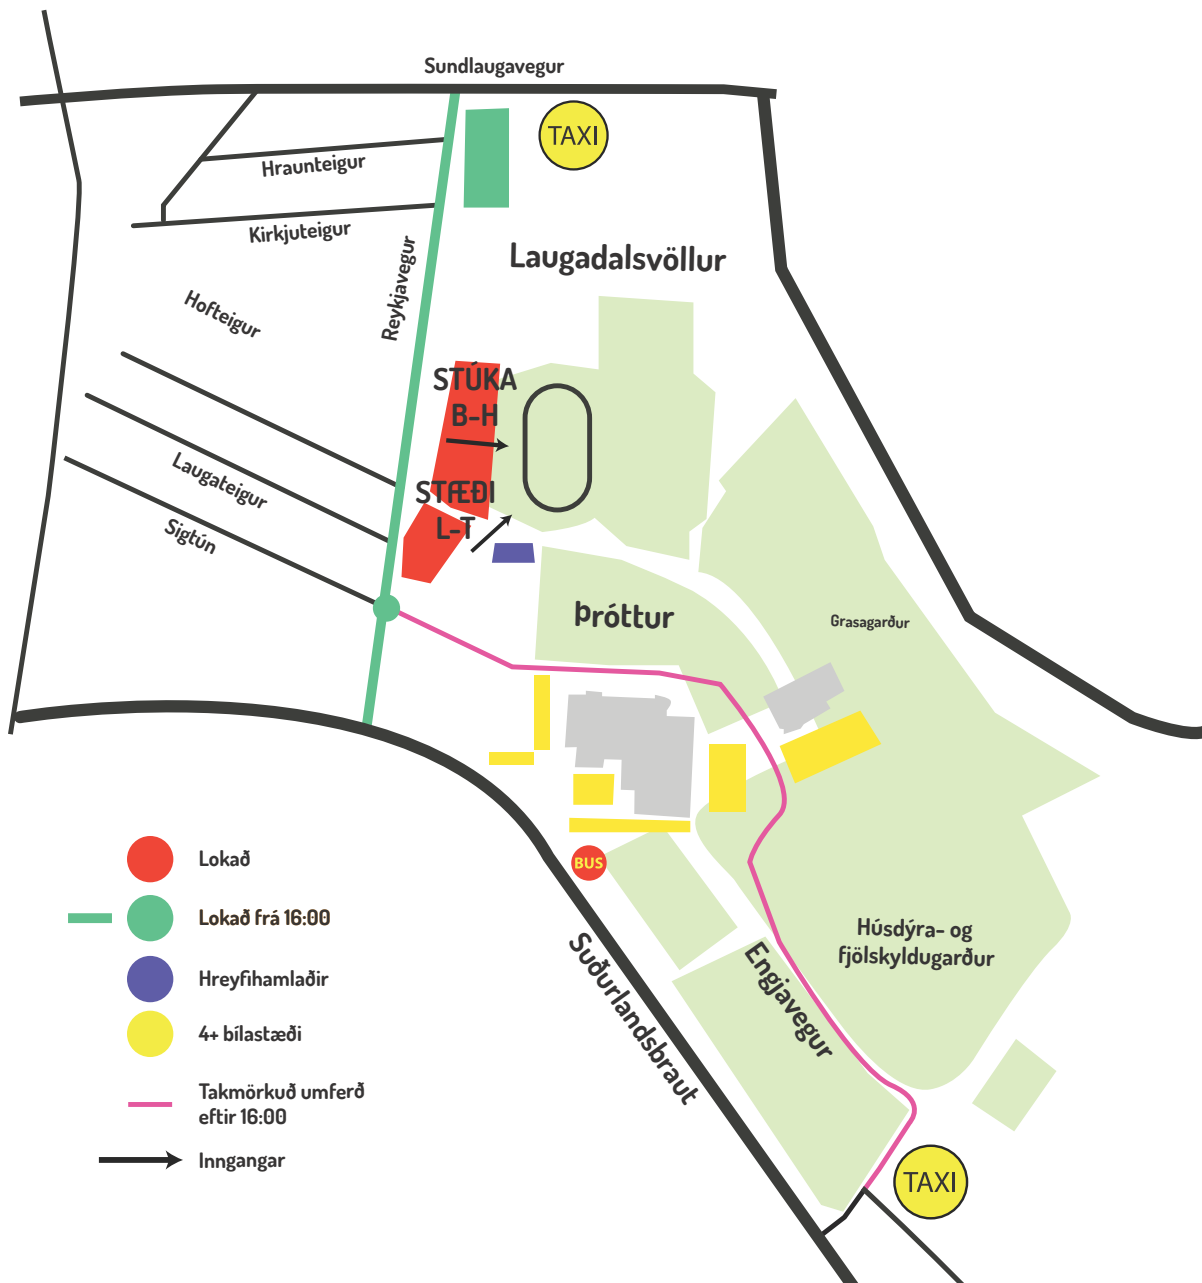 Sundlaugavegur
TAXI
Hraunteigur
Kirkjuteigur
Reykjavegur
Laugadalsvöllur
Hofteigur
STÚKA
B-H
STÆÐI
L-T
Laugateigur
Sigtún
Þróttur
Grasagarður
BUS
Suðurlandsbraut
Engjavegur
Húsdýra- og
fjölskyldugarður
TAXI
Lokað
Lokað frá 16:00
Hreyfihamlaðir
4+ bílastæði
Takmörkuð umferð
eftir 16:00
Inngangar